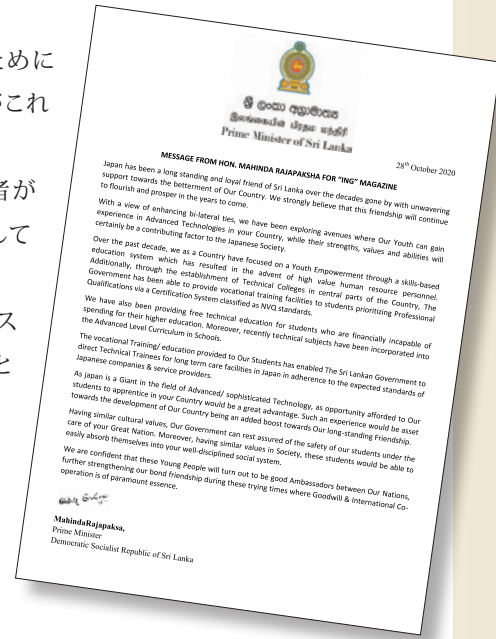 ために
がこれ
者が
して
ス
と
ශ්‍රී ලංකා අග්‍රාමාත්‍ය
இலங்கையின் பிரதம மந்திரி
Prime Minister of Sri Lanka
28th October 2020
MESSAGE FROM HON. MAHINDA RAJAPAKSHA FOR "ING" MAGAZINE
Japan has been a long standing and loyal friend of Sri Lanka over the decades gone by with unwavering
support towards the betterment of Our Country. We strongly believe that this friendship will continue
to flourish and prosper in the years to come.
With a view of enhancing bi-lateral ties, we have been exploring avenues where Our Youth can gain
experience in Advanced Technologies in your Country, while their strengths, values and abilities will
certainly be a contributing factor to the Japanese Society.
Over the past decade, we as a Country have focused on a Youth Empowerment through a skills-based
education system which has resulted in the advent of high value human resource personnel.
Additionally, through the establishment of Technical Colleges in central parts of the Country, The
Government has been able to provide vocational training facilities to students prioritizing Professional
Qualifications via a Certification System classified as NVQ standards.
We have also been providing free technical education for students who are financially incapable of
spending for their higher education. Moreover, recently technical subjects have been incorporated into
the Advanced Level Curriculum in Schools.
The vocational Training/ education provided to Our Students has enabled The Sri Lankan Government to
direct Technical Trainees for long term care facilities in Japan in adherence to the expected standards of
Japanese companies & service providers.
As Japan is a Giant in the field of Advanced/ sophisticated Technology, as opportunity afforded to Our
students to apprentice in your Country would be a great advantage. Such an experience would be asset
towards the development of Our Country being an added boost towards Our long-standing Friendship.
Having similar cultural values, Our Government can rest assured of the safety of our students under the
care of your Great Nation. Moreover, having similar values in Society, these students would be able to
easily absorb themselves into your well-disciplined social system.
We are confident that these Young People will turn out to be good Ambassadors between Our Nations,
further strengthening our bond friendship during these trying times where Goodwill & International Co-
operation is of paramount essence.
MahindaRajapaksa,
Prime Minister
Democratic Socialist Republic of Sri Lanka